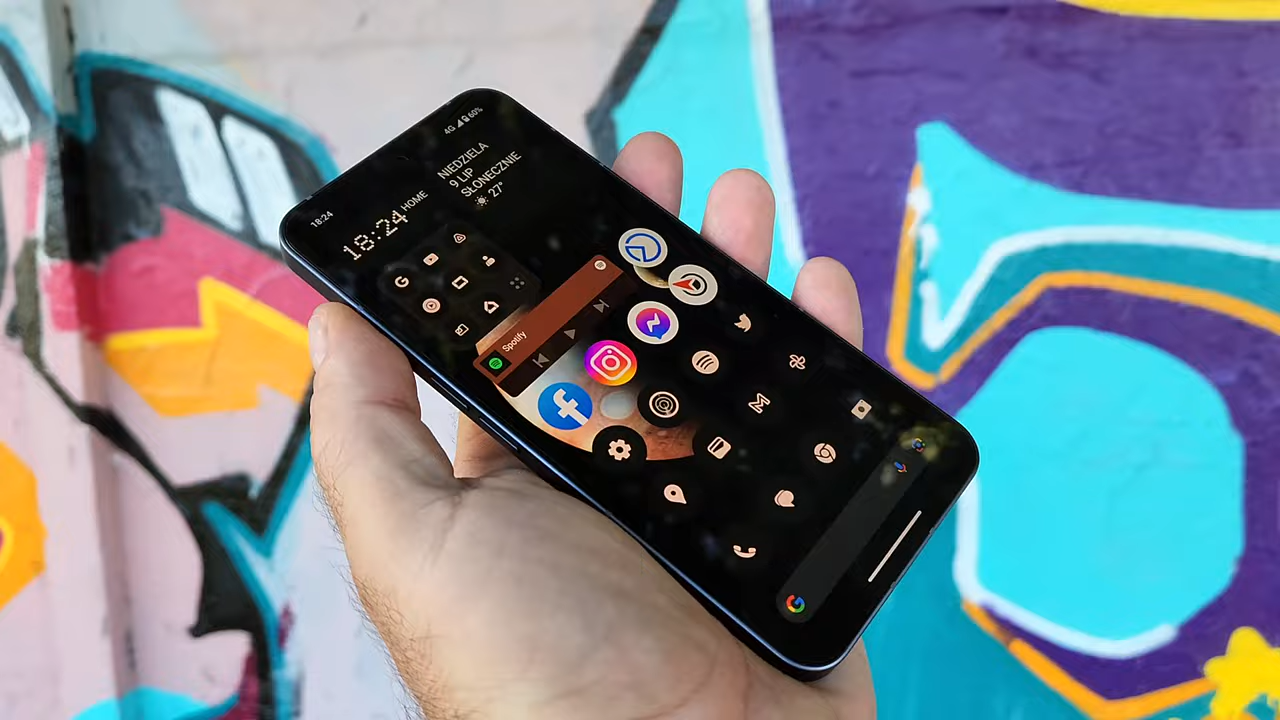 18:24
4G 60%
18:24 HOME
NIEDZIELA
9 LIP
SŁONECZNIE
27°
Spotify